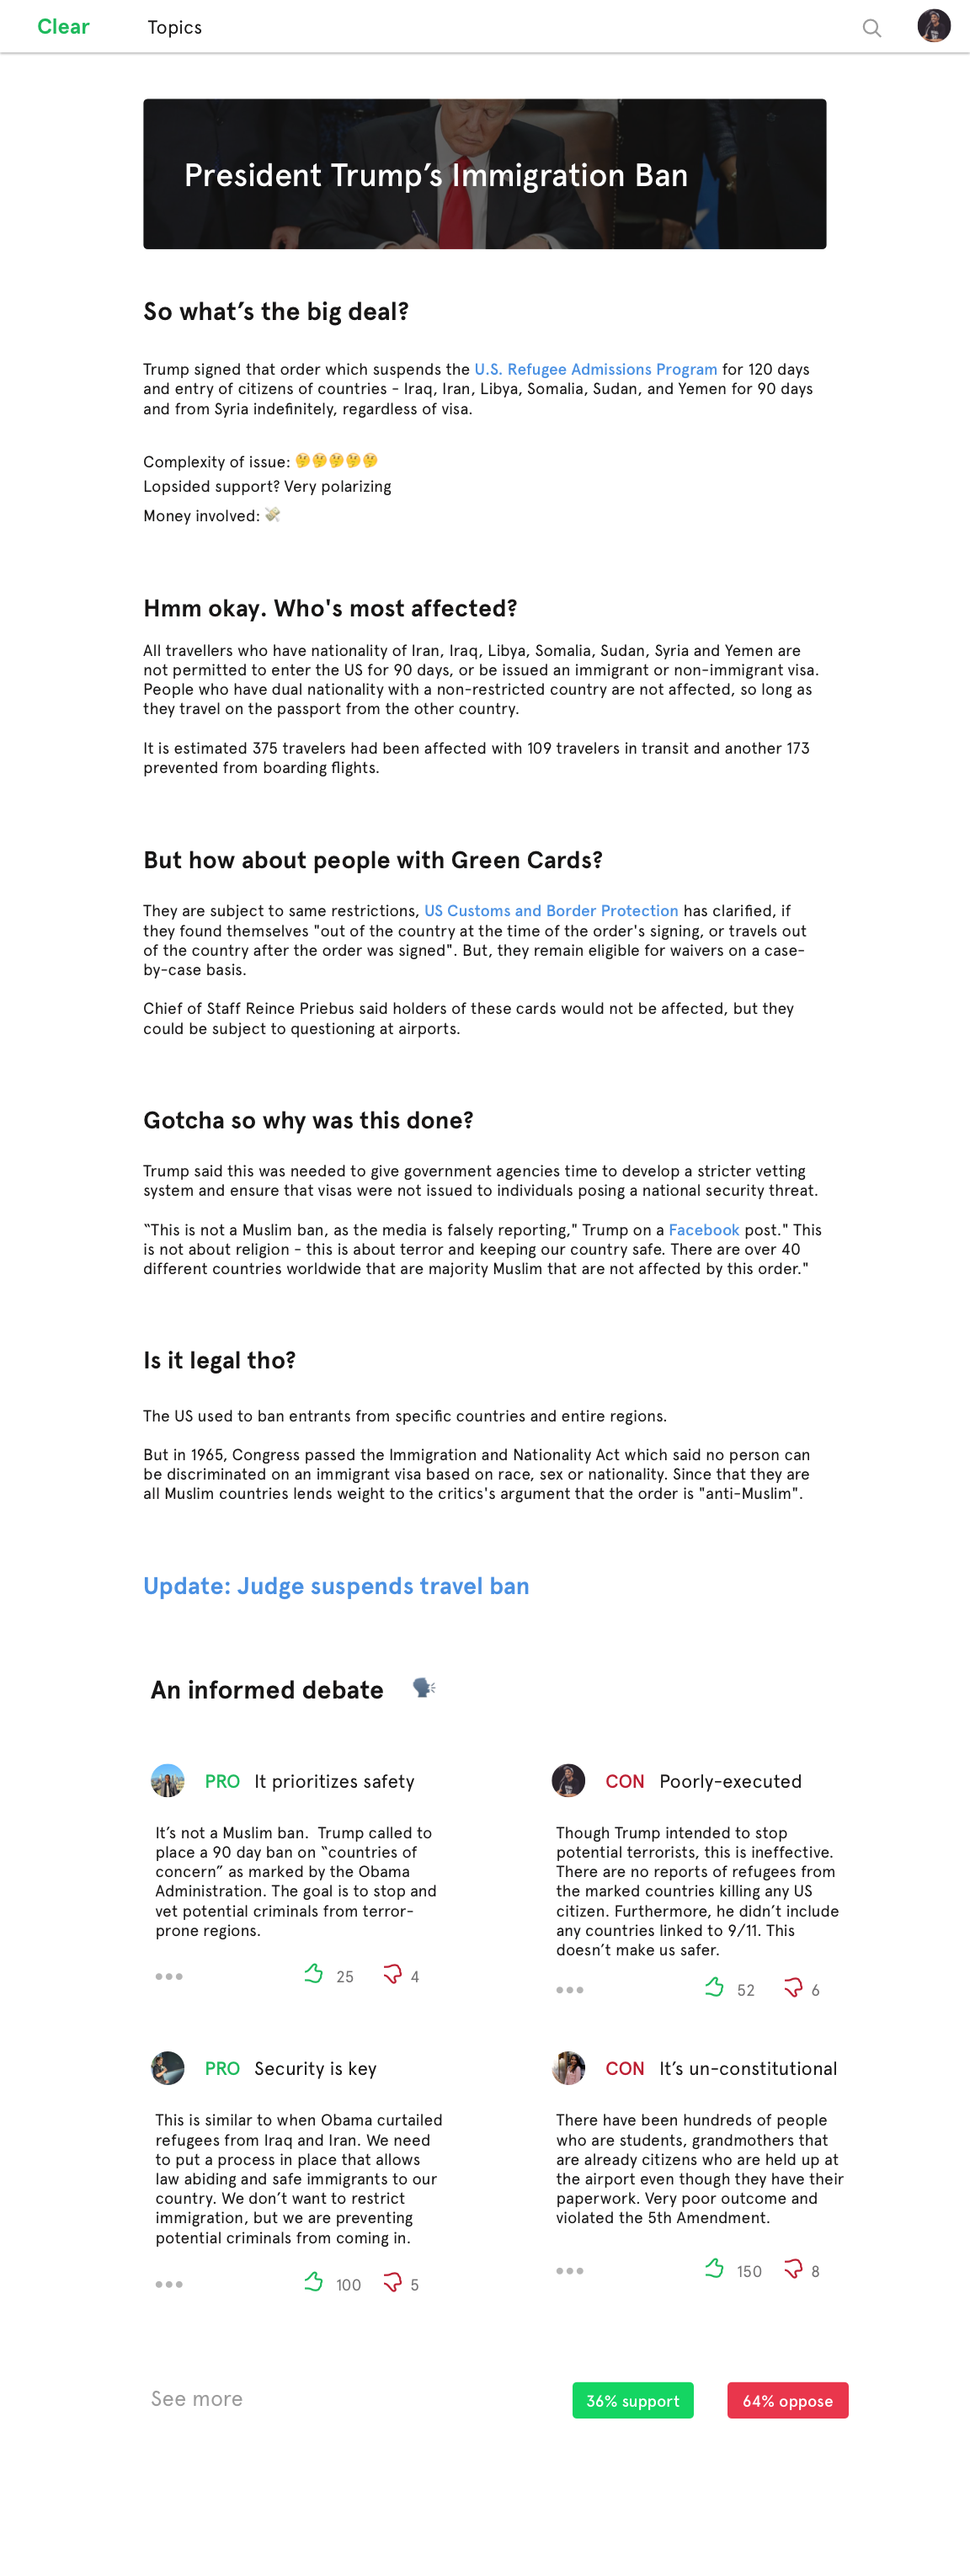 Clear
Topics
President Trump’s Immigration Ban
So what’s the big deal?
Trump signed that order which suspends the U.S. Refugee Admissions Program for 120 days
and entry of citizens of countries - Iraq, Iran, Libya, Somalia, Sudan, and Yemen for 90 days
and from Syria indefinitely, regardless of visa.
Complexity of issue: 🤔🤔🤔🤔🤔
Lopsided support? Very polarizing
Money involved: 💸
Hmm okay. Who's most affected?
All travellers who have nationality of Iran, Iraq, Libya, Somalia, Sudan, Syria and Yemen are
not permitted to enter the US for 90 days, or be issued an immigrant or non-immigrant visa.
People who have dual nationality with a non-restricted country are not affected, so long as
they travel on the passport from the other country.
It is estimated 375 travelers had been affected with 109 travelers in transit and another 173
prevented from boarding flights.
But how about people with Green Cards?
They are subject to same restrictions, US Customs and Border Protection has clarified, if
they found themselves "out of the country at the time of the order's signing, or travels out
of the country after the order was signed". But, they remain eligible for waivers on a case-
by-case basis.
Chief of Staff Reince Priebus said holders of these cards would not be affected, but they
could be subject to questioning at airports.
Gotcha so why was this done?
Trump said this was needed to give government agencies time to develop a stricter vetting
system and ensure that visas were not issued to individuals posing a national security threat.
“This is not a Muslim ban, as the media is falsely reporting," Trump on a Facebook post." This
is not about religion - this is about terror and keeping our country safe. There are over 40
different countries worldwide that are majority Muslim that are not affected by this order."
Is it legal tho?
The US used to ban entrants from specific countries and entire regions.
But in 1965, Congress passed the Immigration and Nationality Act which said no person can
be discriminated on an immigrant visa based on race, sex or nationality. Since that they are
all Muslim countries lends weight to the critics's argument that the order is "anti-Muslim".
Update: Judge suspends travel ban
An informed debate 🗣
PRO It prioritizes safety
It’s not a Muslim ban.  Trump called to
place a 90 day ban on “countries of
concern” as marked by the Obama
Administration. The goal is to stop and
vet potential criminals from terror-
prone regions.
25 4
CON Poorly-executed
Though Trump intended to stop
potential terrorists, this is ineffective.
There are no reports of refugees from
the marked countries killing any US
citizen. Furthermore, he didn’t include
any countries linked to 9/11. This
doesn’t make us safer.
52 6
PRO Security is key
This is similar to when Obama curtailed
refugees from Iraq and Iran. We need
to put a process in place that allows
law abiding and safe immigrants to our
country. We don’t want to restrict
immigration, but we are preventing
potential criminals from coming in.
100 5
CON It’s un-constitutional
There have been hundreds of people
who are students, grandmothers that
are already citizens who are held up at
the airport even though they have their
paperwork. Very poor outcome and
violated the 5th Amendment.
150 8
See more
36% support
64% oppose